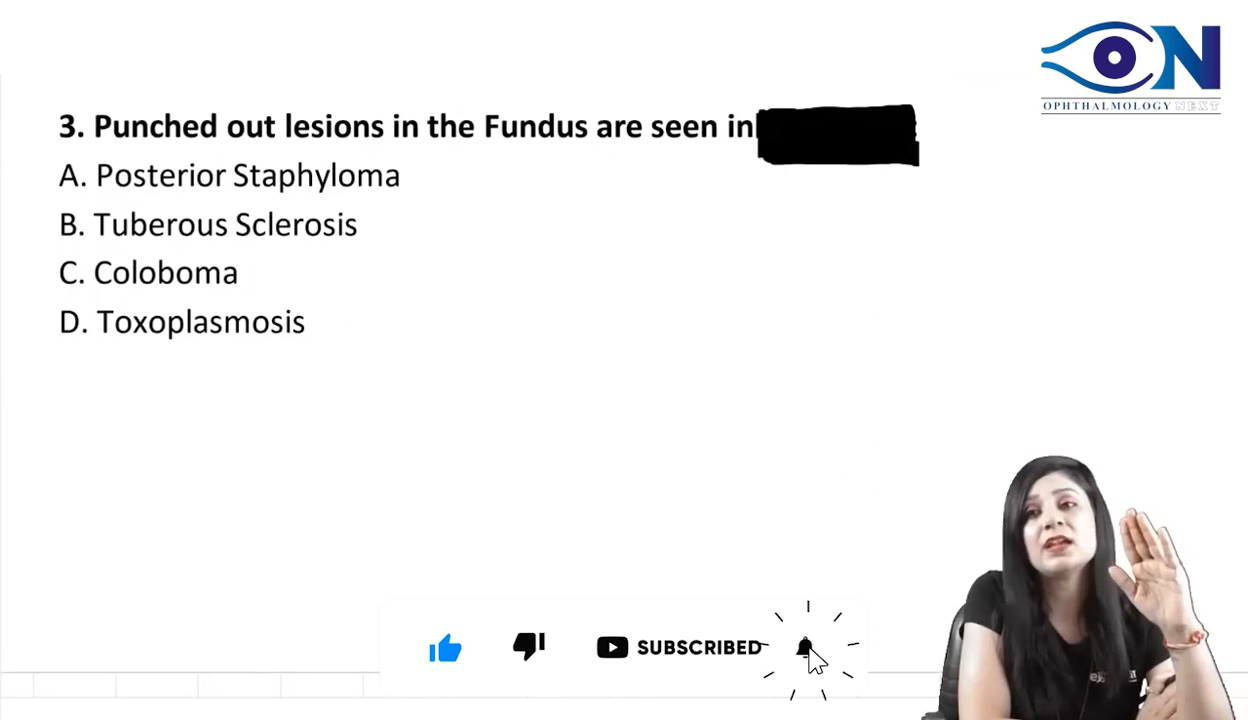 ON
OPHTHALMOLOGY NEXT
3. Punched out lesions in the Fundus are seen in
A. Posterior Staphyloma
B. Tuberous Sclerosis
C. Coloboma
D. Toxoplasmosis
SUBSCRIBED